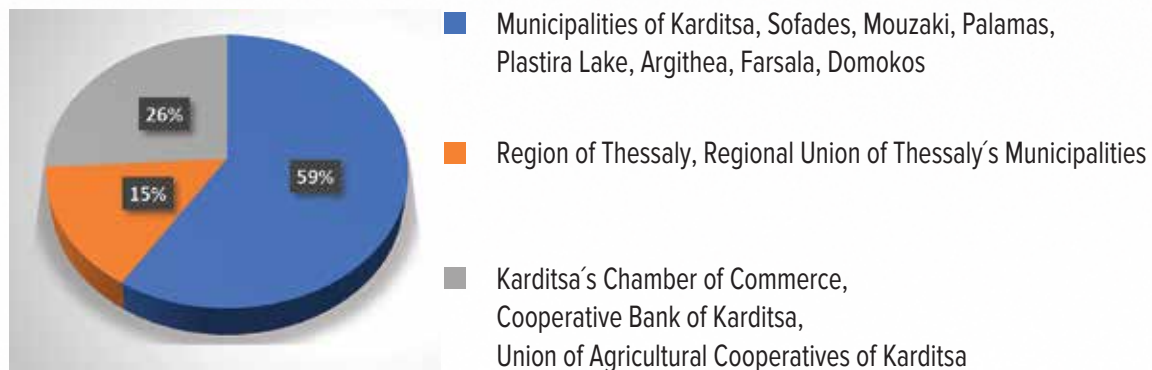 26%
15%
59%
Municipalities of Karditsa, Sofades, Mouzaki, Palamas,
Plastira Lake, Argithea, Farsala, Domokos
Region of Thessaly, Regional Union of Thessaly´s Municipalities
Karditsa´s Chamber of Commerce,
Cooperative Bank of Karditsa,
Union of Agricultural Cooperatives of Karditsa